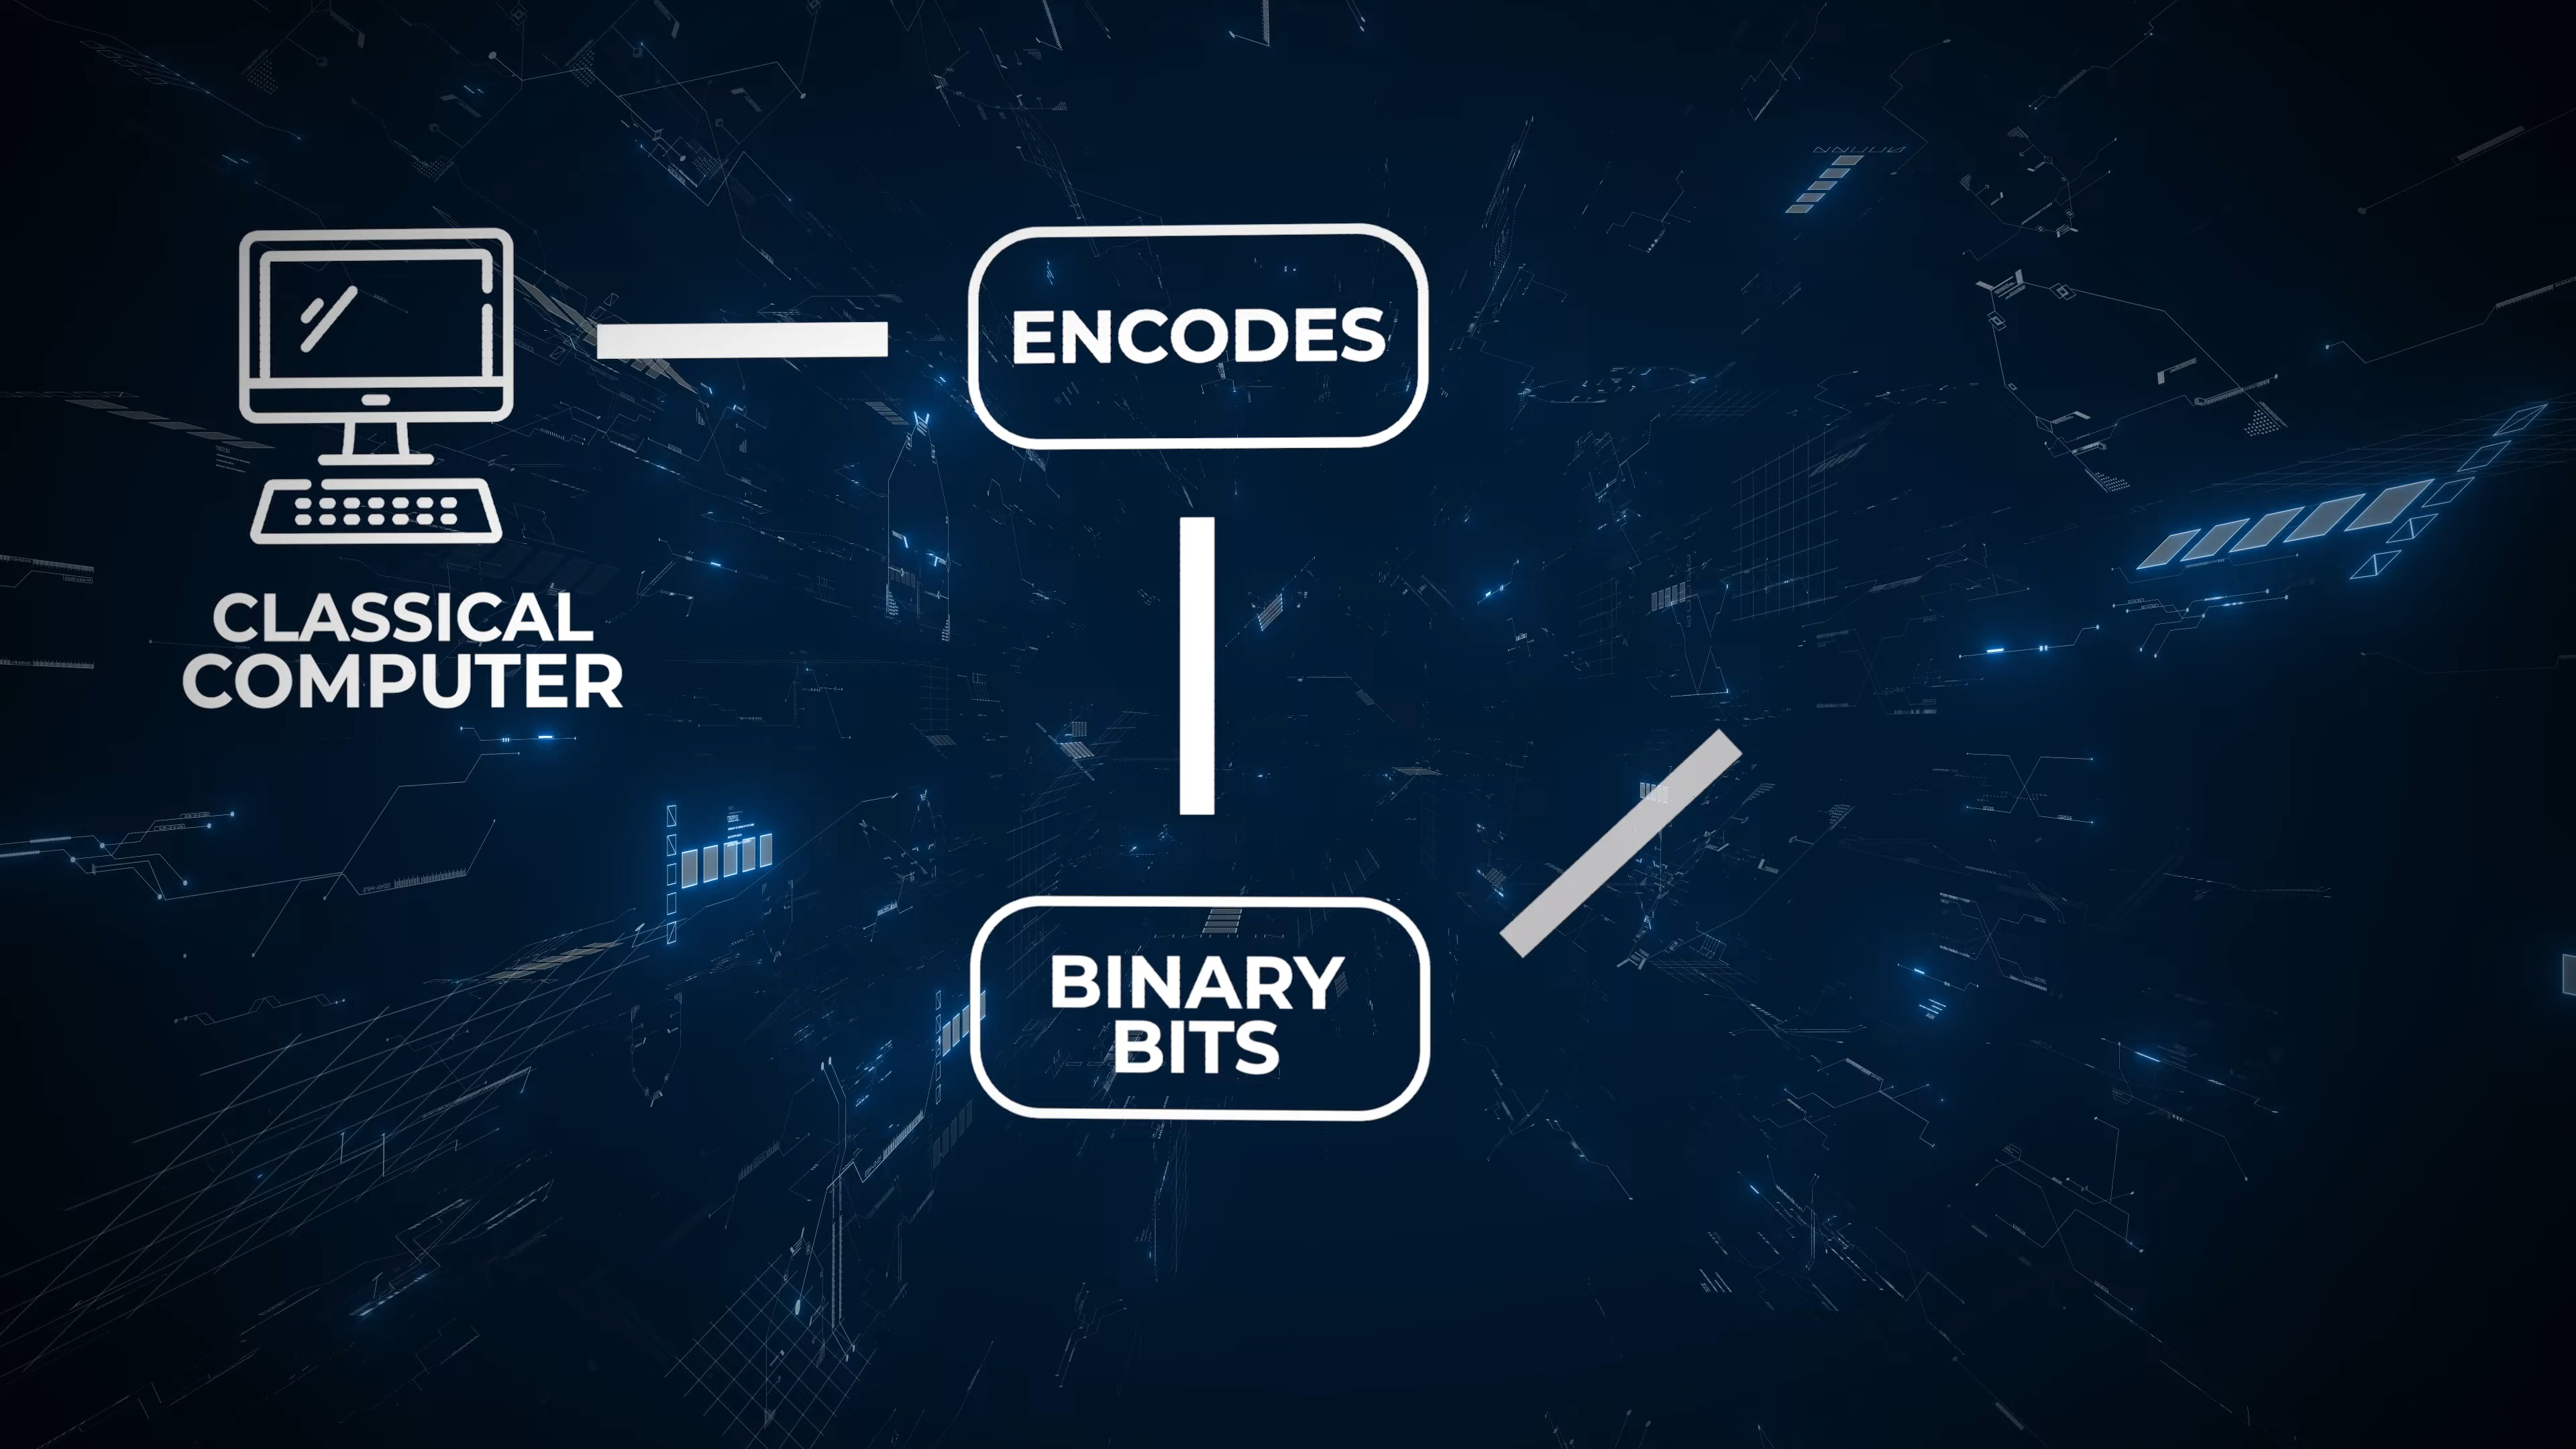 ENCODES
CLASSICAL
COMPUTER
BINARY
BITS